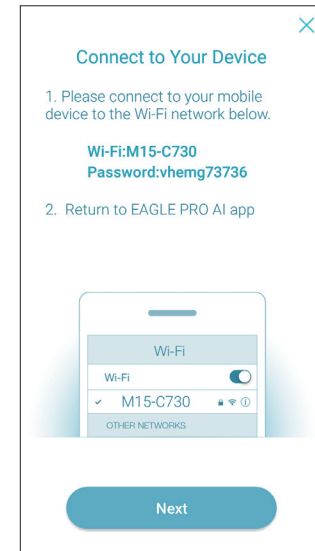 Connect to Your Device
1. Please connect to your mobile
device to the Wi-Fi network below.
Wi-Fi:M15-C730
Password:vhemg73736
2. Return to EAGLE PRO AI app
Wi-Fi
Wi-Fi
M15-C730
OTHER NETWORKS
Next